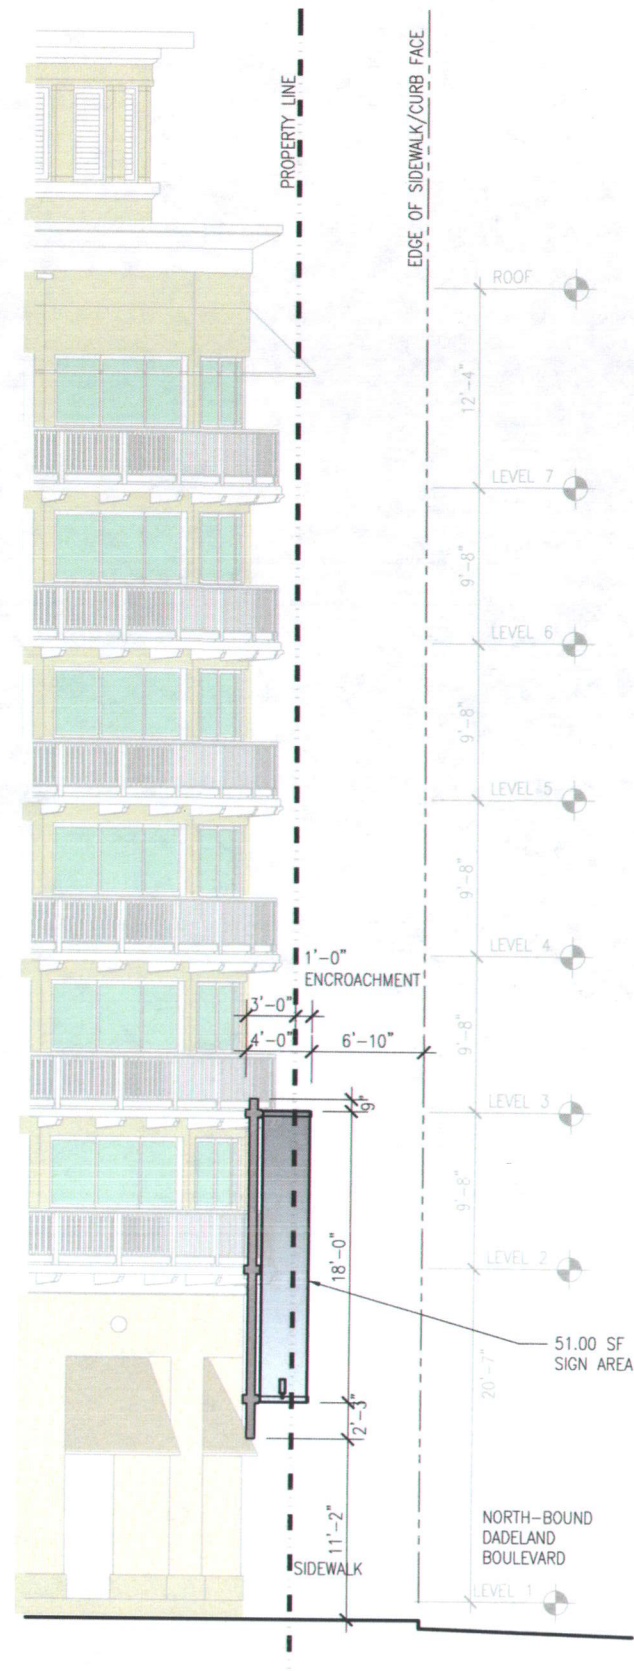 PROPERTY LINE
EDGE OF SIDEWALK/CURB FACE
ROOF
12'-4"
LEVEL 7
9'-8"
LEVEL 6
9'-8"
LEVEL 5
9'-8"
LEVEL 4
1'-0"
ENCROACHMENT
3'-0"
4'-0"
6'-10"
9'-8"
9"
LEVEL 3
9'-8"
18'-0"
LEVEL 2
51.00 SF
SIGN AREA
20'-7"
2'-3"
11'-2"
NORTH-BOUND
DADELAND
BOULEVARD
SIDEWALK
LEVEL 1